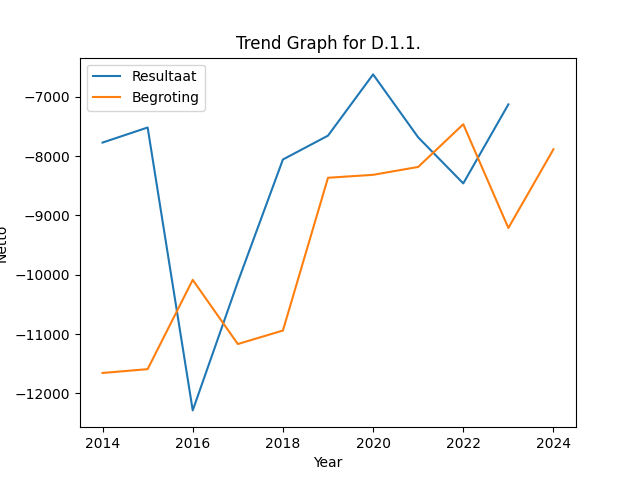 Trend Graph for D.1.1.
Resultaat
Begroting
Netto
−7000
−8000
−9000
−10000
−11000
−12000
2014
2016
2018
2020
2022
2024
Year